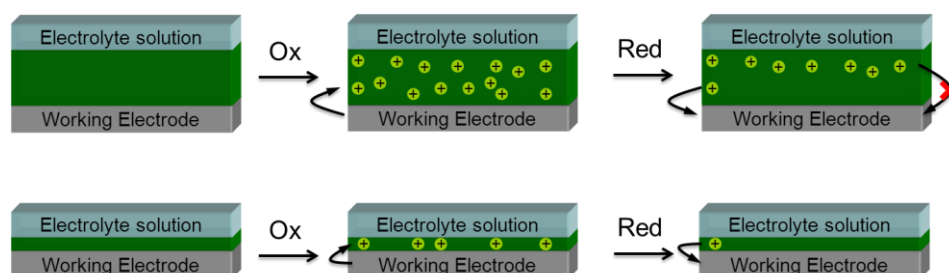 Electrolyte solution
Working Electrode
Ox
Electrolyte solution
+ + + + + + + + + + + + + + +
Working Electrode
Red
Electrolyte solution
+ + + + + + + +
Working Electrode
Electrolyte solution
Working Electrode
Ox
Electrolyte solution
+ + + + +
Working Electrode
Red
Electrolyte solution
+
Working Electrode